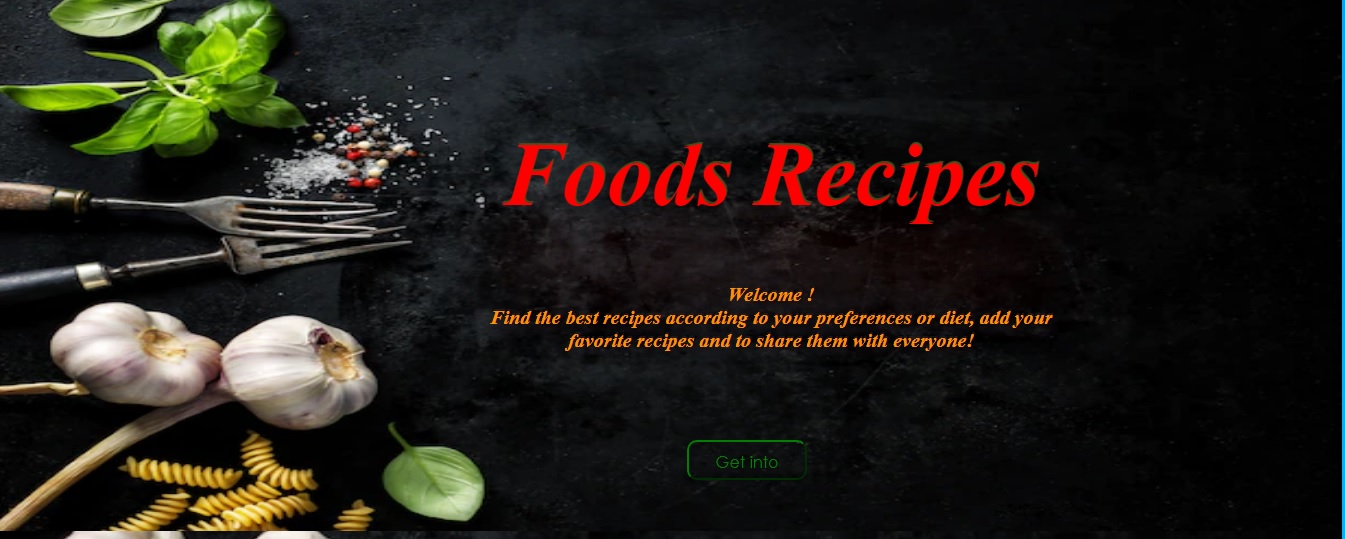 Foods Recipes
Welcome !
Find the best recipes according to your preferences or diet, add your
favorite recipes and to share them with everyone!
Get into